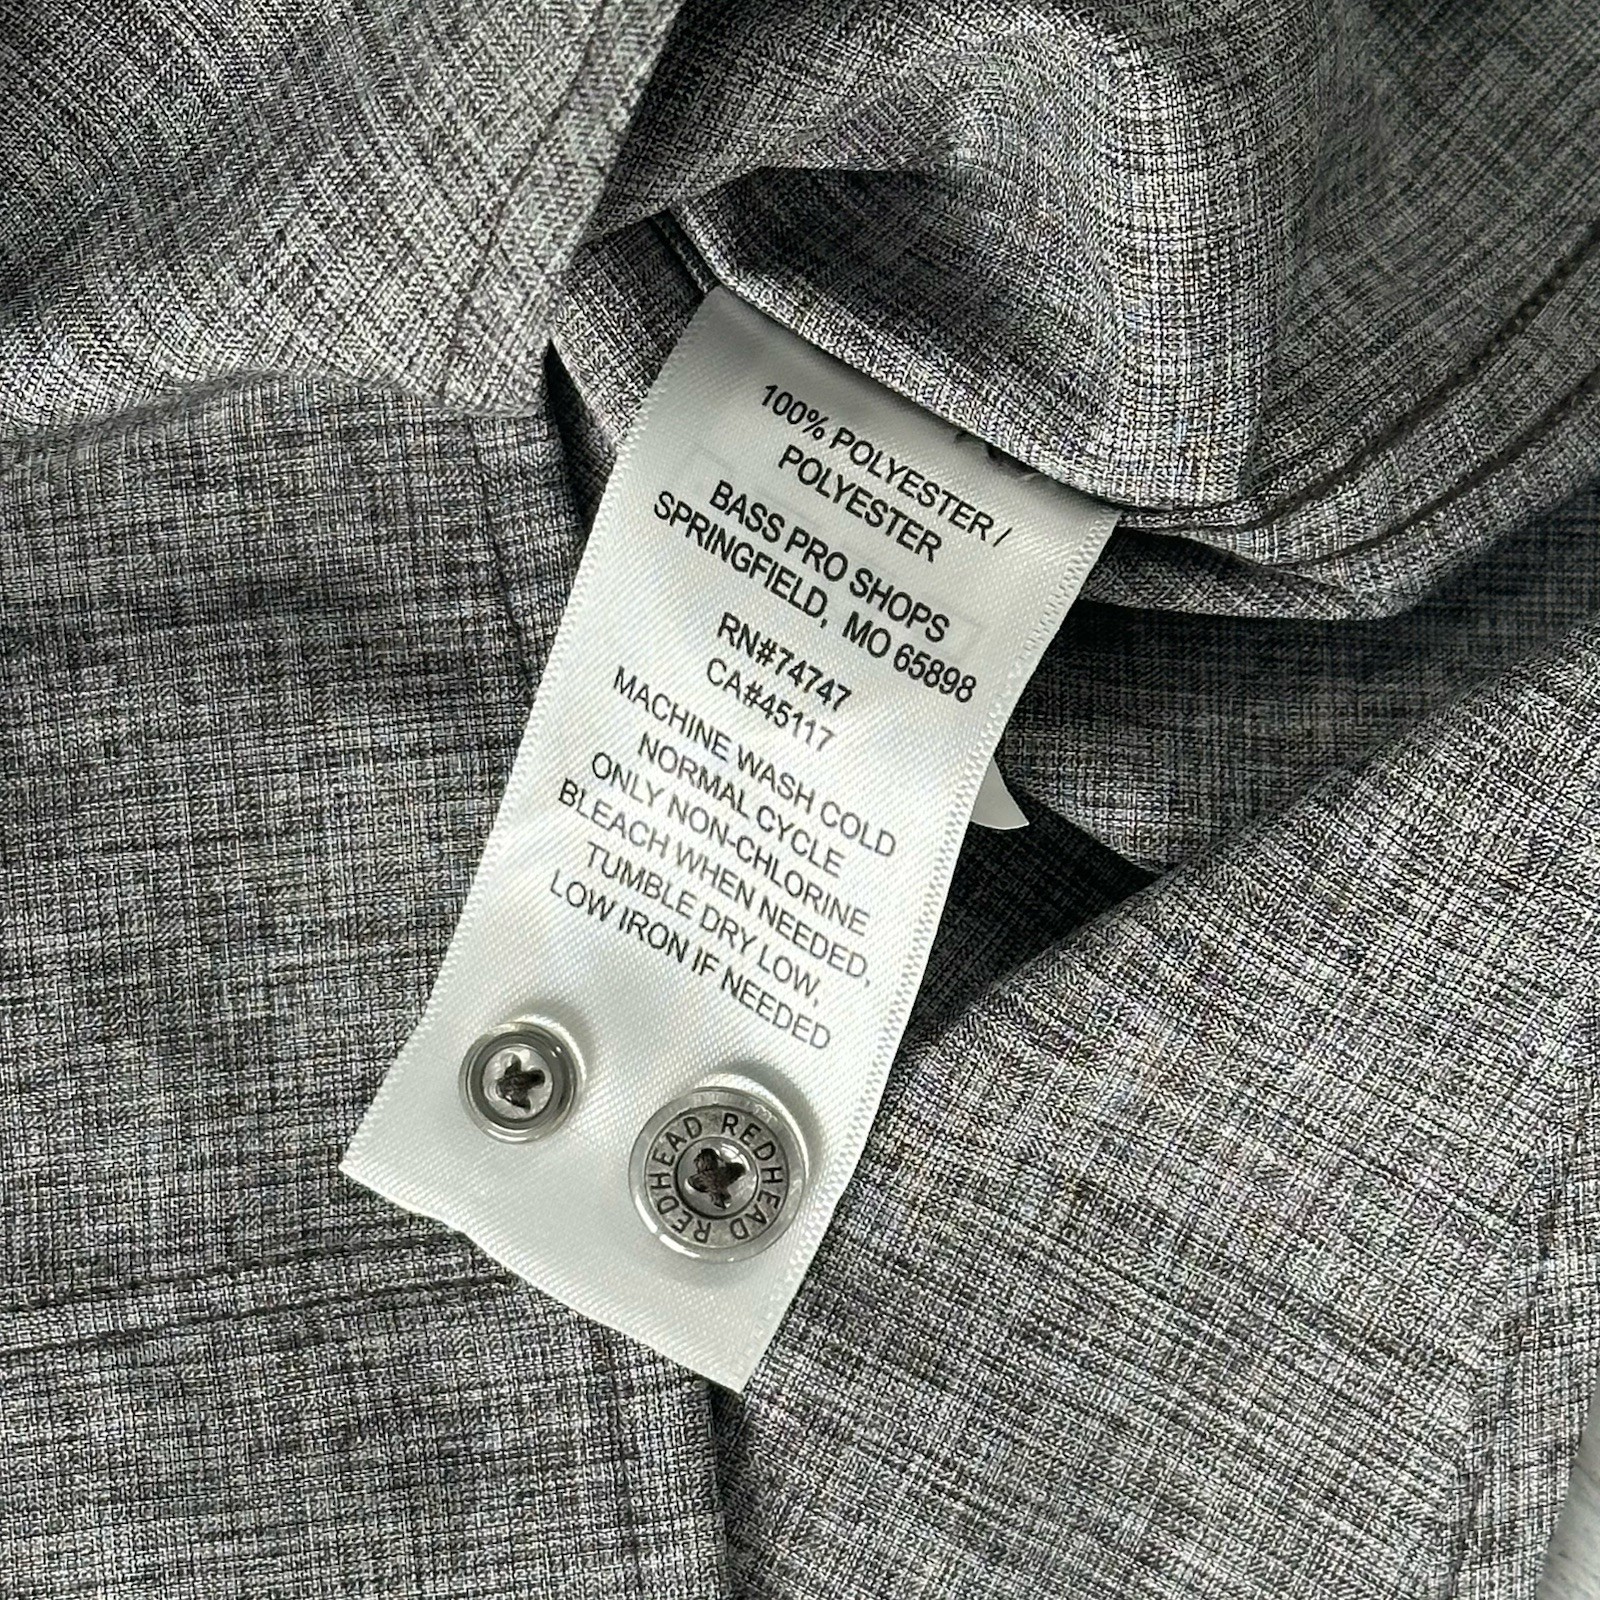 100% POLYESTER /
POLYESTER
BASS PRO SHOPS
SPRINGFIELD, MO 65898
RN#74747
CA#45117
MACHINE WASH COLD
NORMAL CYCLE
ONLY NON-CHLORINE
BLEACH WHEN NEEDED,
TUMBLE DRY LOW,
LOW IRON IF NEEDED
REDHEAD REDHEAD REDHEAD